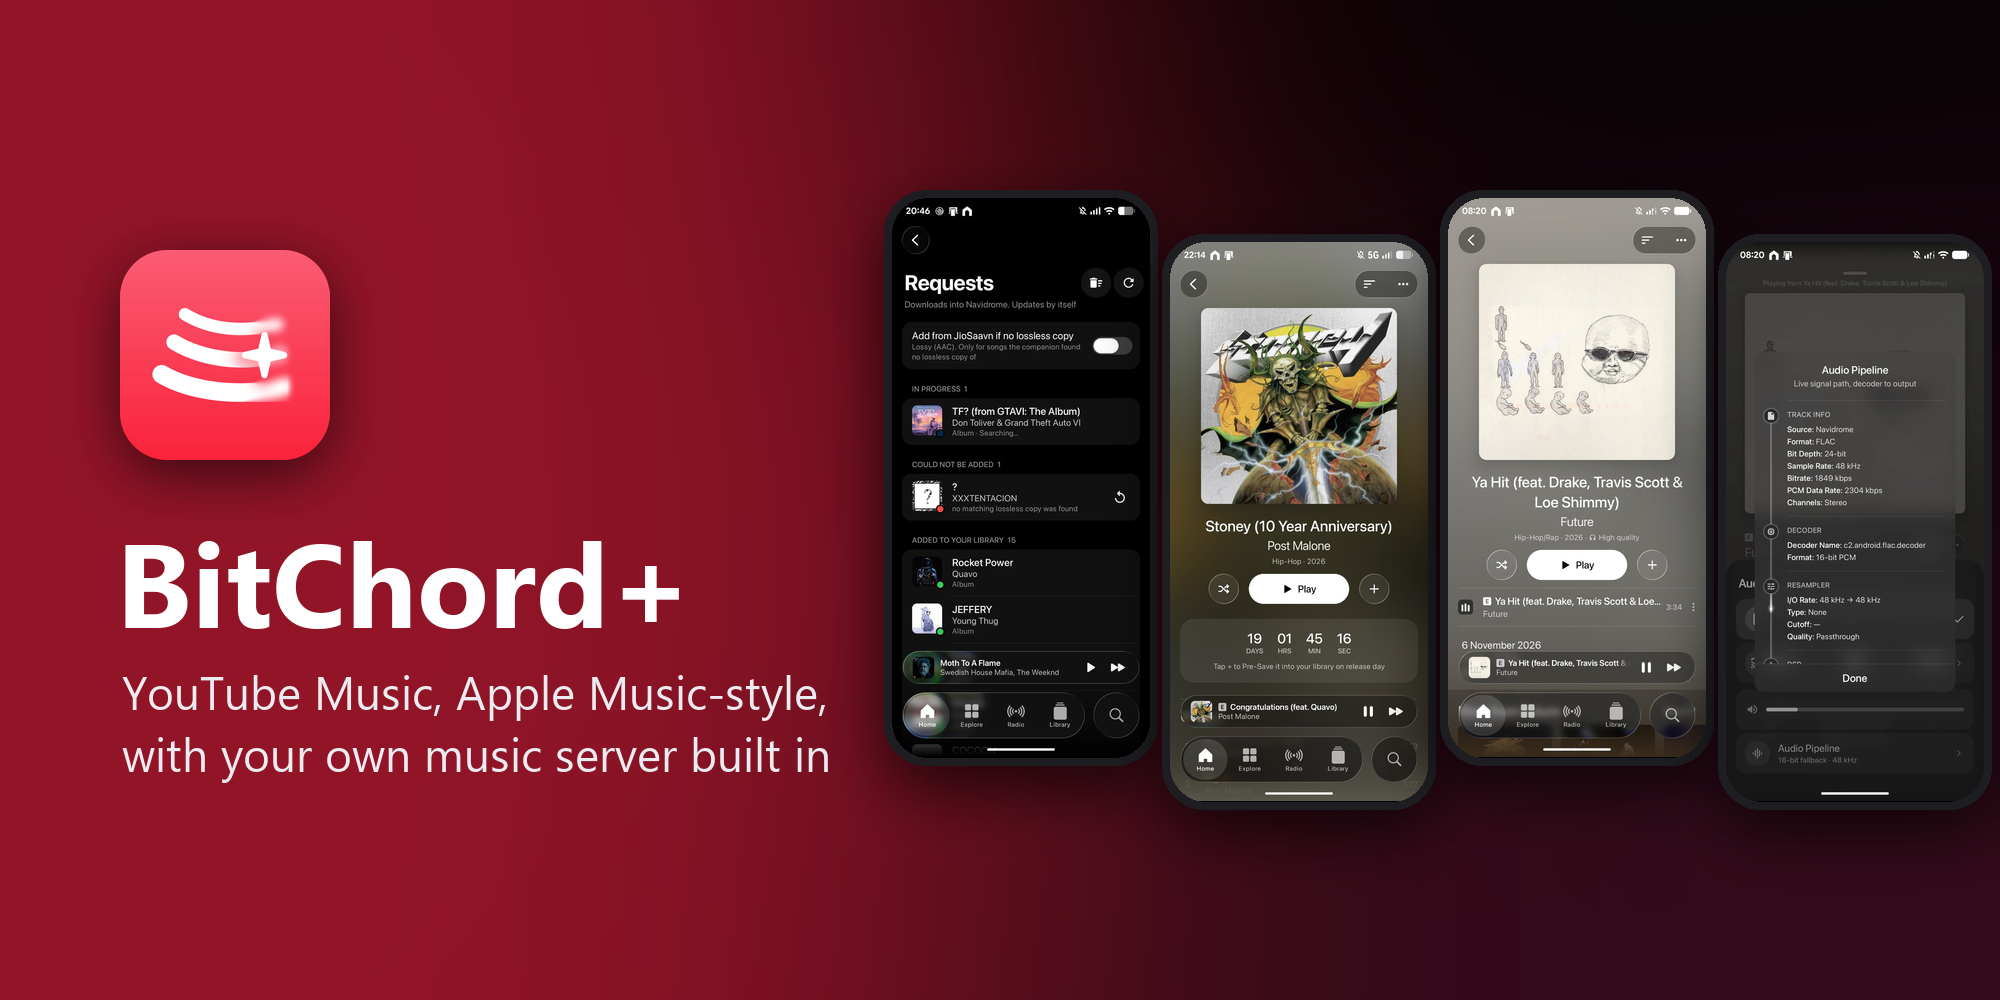 BitChord+
YouTube Music, Apple Music-style,
with your own music server built in
20:46
Requests
Downloads into Navidrome. Updates by itself
Add from JioSaavn if no lossless copy
Lossy (AAC). Only for songs the companion found
no lossless copy of
IN PROGRESS 1
TF? (from GTAVI: The Album)
Don Toliver & Grand Theft Auto VI
Album · Searching...
COULD NOT BE ADDED 1
?
XXXTENTACION
no matching lossless copy was found
ADDED TO YOUR LIBRARY 15
Rocket Power
Quavo
Album
JEFFERY
Young Thug
Album
Moth To A Flame
Swedish House Mafia, The Weeknd
Home Explore Radio Library
22:14 5G
Stoney (10 Year Anniversary)
Post Malone
Hip-Hop · 2026
Play
19 01 45 16
DAYS HRS MIN SEC
Tap + to Pre-Save it into your library on release day
E Congratulations (feat. Quavo)
Post Malone
Home Explore Radio Library
08:20
Ya Hit (feat. Drake, Travis Scott &
Loe Shimmy)
Future
Hip-Hop/Rap · 2026 · High quality
Play
E Ya Hit (feat. Drake, Travis Scott & Loe... 3:34
Future
6 November 2026
E Ya Hit (feat. Drake, Travis Scott &
Future
Home Explore Radio Library
08:20
Playing from Ya Hit (feat. Drake, Travis Scott & Loe Shimmy)
Audio Pipeline
Live signal path, decoder to output
TRACK INFO
Source: Navidrome
Format: FLAC
Bit Depth: 24-bit
Sample Rate: 48 kHz
Bitrate: 1849 kbps
PCM Data Rate: 2304 kbps
Channels: Stereo
DECODER
Decoder Name: c2.android.flac.decoder
Format: 16-bit PCM
RESAMPLER
I/O Rate: 48 kHz → 48 kHz
Type: None
Cutoff: —
Quality: Passthrough
Done
Audio Pipeline
16-bit fallback · 48 kHz